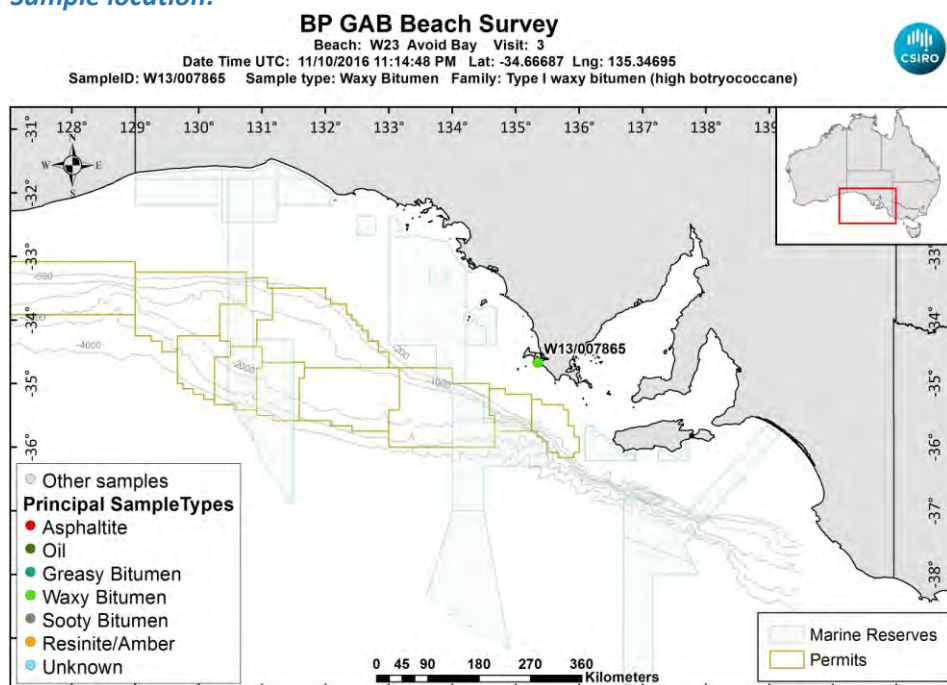 Sample location:
BP GAB Beach Survey
Beach: W23 Avoid Bay Visit: 3
Date Time UTC: 11/10/2016 11:14:48 PM Lat: -34.66687 Lng: 135.34695
SampleID: W13/007865 Sample type: Waxy Bitumen Family: Type I waxy bitumen (high botryococcane)
CSIRO
128° 129° 130° 131° 132° 133° 134° 135° 136° 137° 138° 139°
-31°
N
W E
S
-32°
-33° -33°
-200
-34° -34°
-4000
-200
W13/007865
-2000
-1000
-35° -35°
-36° -36°
Other samples
Principal SampleTypes
Asphaltite
Oil
Greasy Bitumen
Waxy Bitumen
Sooty Bitumen
Resinite/Amber
Unknown
-37°
-38°
Marine Reserves
Permits
0 45 90 180 270 360
Kilometers